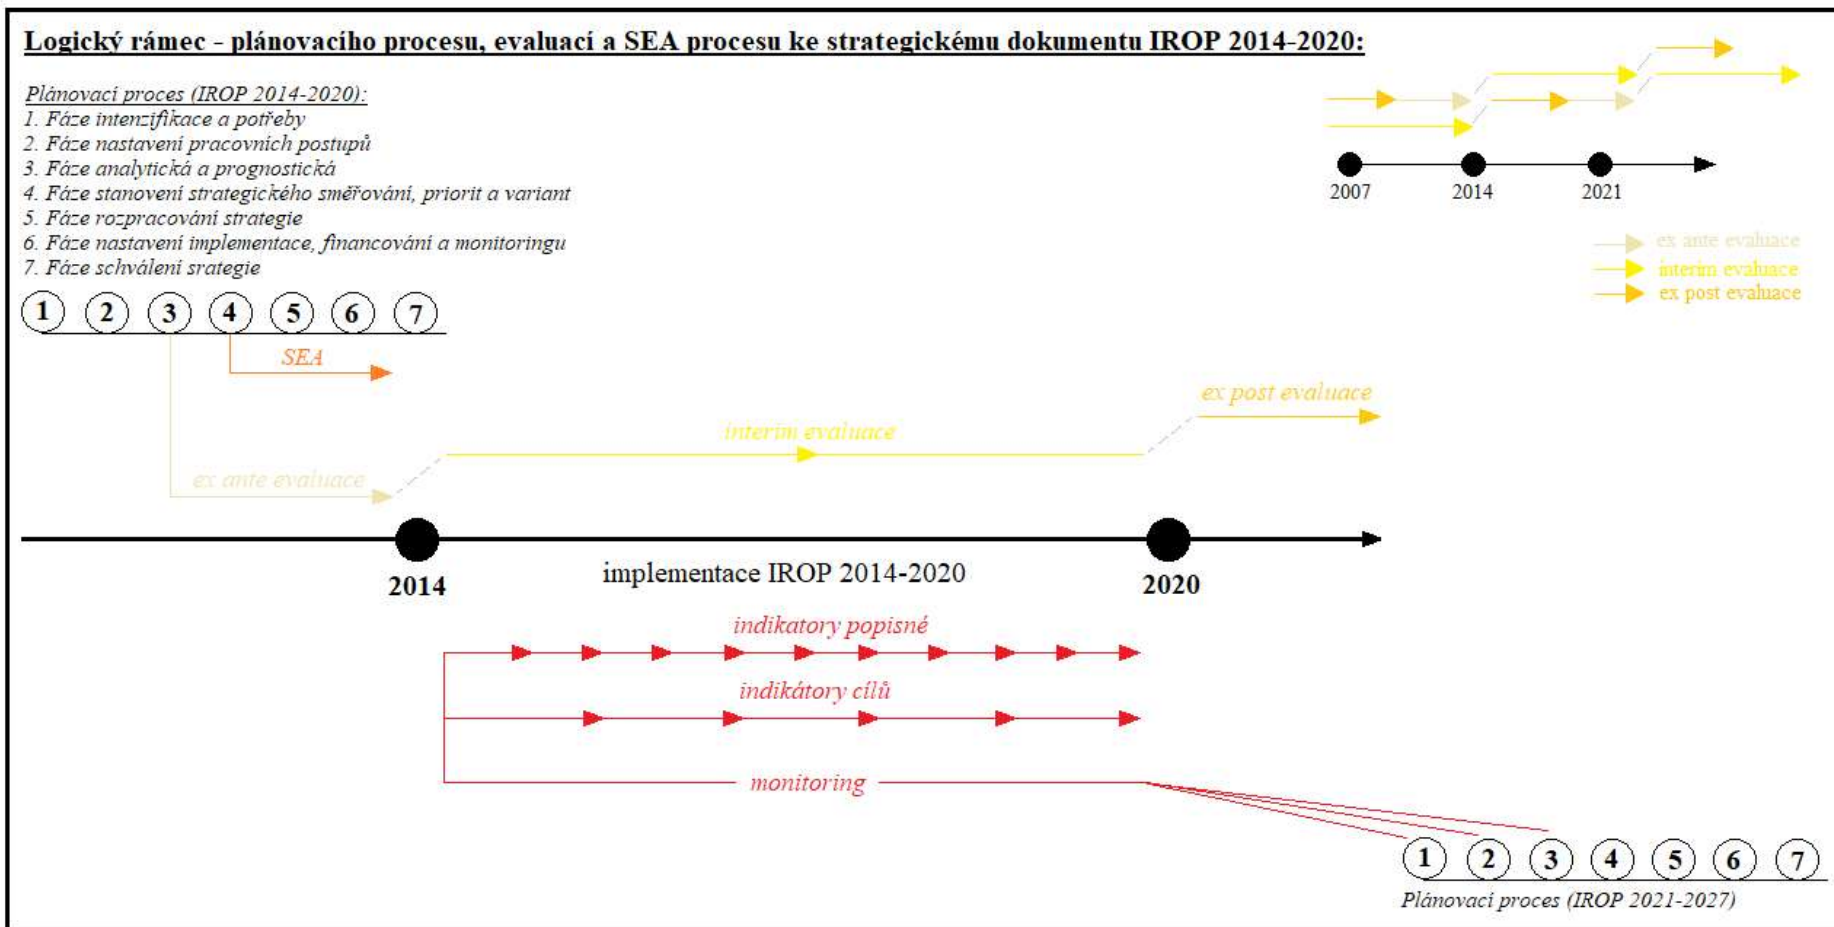 Logický rámec - plánovacího procesu, evaluací a SEA procesu ke strategickému dokumentu IROP 2014-2020:
Plánovací proces (IROP 2014-2020):
1. Fáze intenzifikace a potřeby
2. Fáze nastavení pracovních postupů
3. Fáze analytická a prognostická
4. Fáze stanovení strategického směřování, priorit a variant
5. Fáze rozpracování strategie
6. Fáze nastavení implementace, financování a monitoringu
7. Fáze schválení srategie
2007 2014 2021
ex ante evaluace
interim evaluace
ex post evaluace
1 2 3 4 5 6 7
SEA
ex post evaluace
interim evaluace
ex ante evaluace
2014 implementace IROP 2014-2020 2020
indikatory popisné
indikátory cílů
monitoring
1 2 3 4 5 6 7
Plánovací proces (IROP 2021-2027)